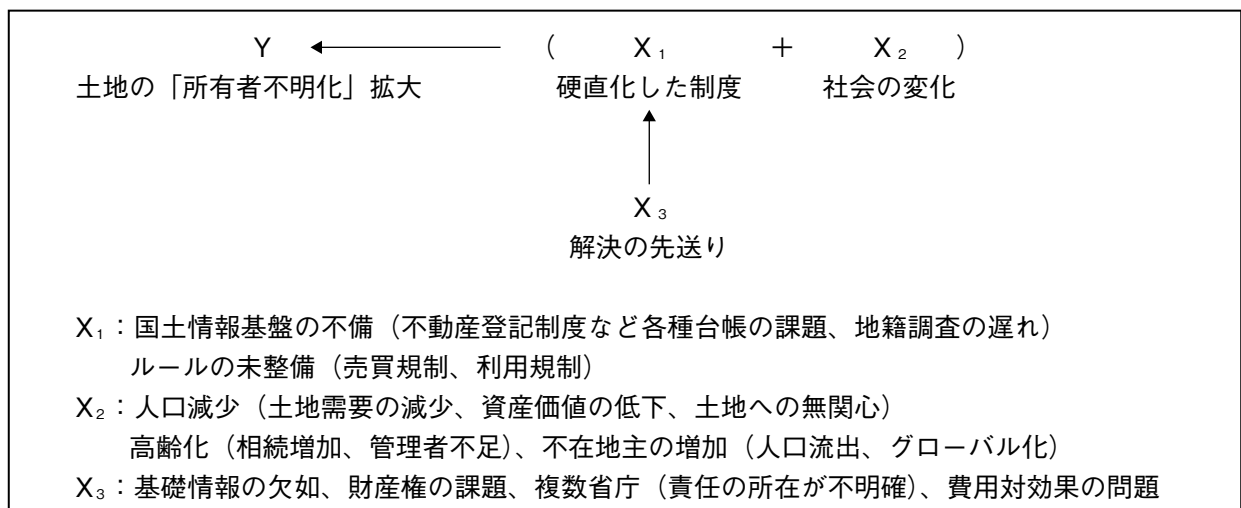 Y ← ( X₁ + X₂ )
土地の「所有者不明化」拡大 硬直化した制度 社会の変化
X₃
解決の先送り
X₁：国土情報基盤の不備（不動産登記制度など各種台帳の課題、地籍調査の遅れ）
ルールの未整備（売買規制、利用規制）
X₂：人口減少（土地需要の減少、資産価値の低下、土地への無関心）
高齢化（相続増加、管理者不足）、不在地主の増加（人口流出、グローバル化）
X₃：基礎情報の欠如、財産権の課題、複数省庁（責任の所在が不明確）、費用対効果の問題